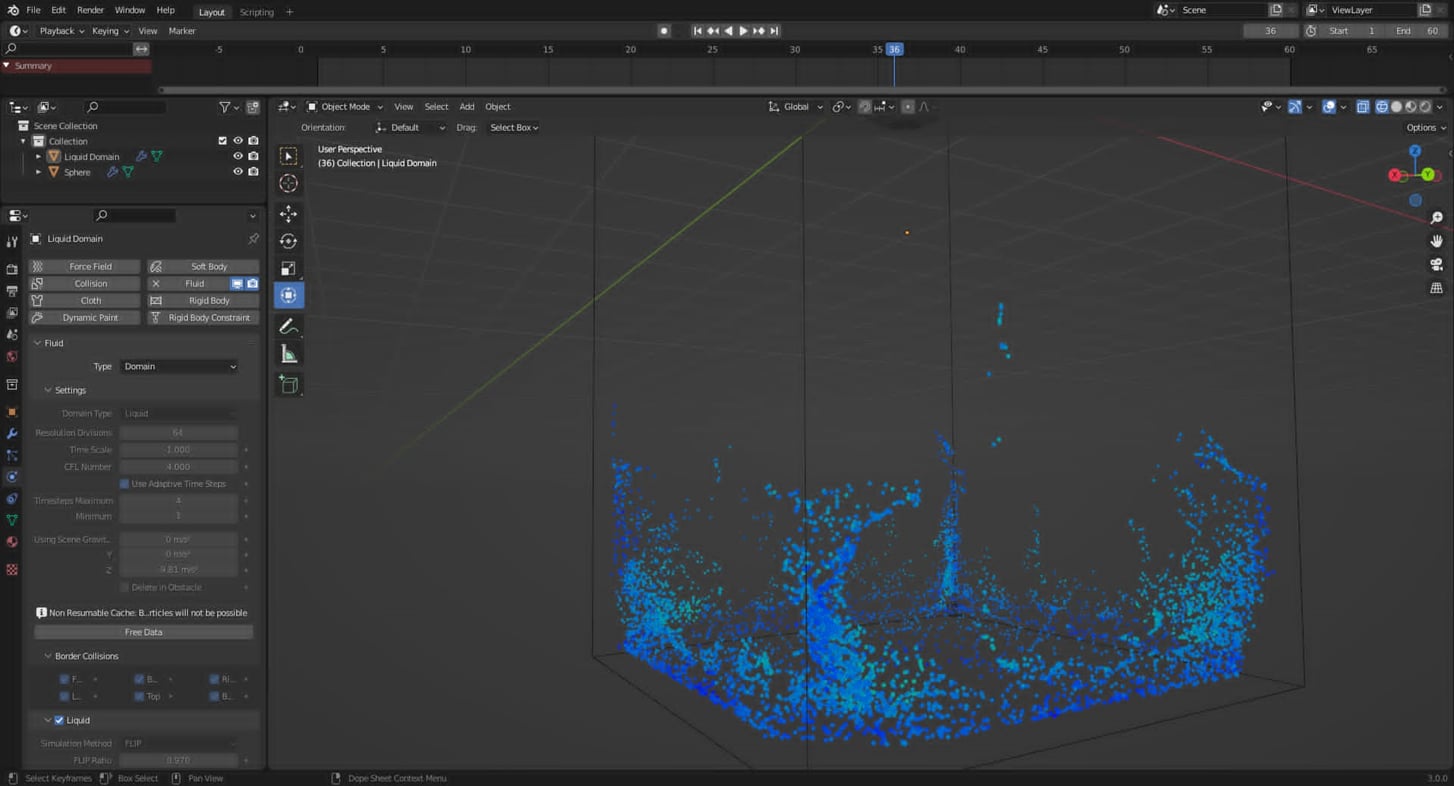 File Edit Render Window Help Layout Scripting + Scene ViewLayer
Playback Keying View Marker 36 Start 1 End 60
-5 0 5 10 15 20 25 30 35 36 40 45 50 55 60 65
Summary
Object Mode View Select Add Object Global
Scene Collection
Orientation: Default Drag: Select Box Options
Collection
Liquid Domain
Sphere
User Perspective
(36) Collection | Liquid Domain
Z
X Y
Liquid Domain
Force Field Soft Body
Collision Fluid
Cloth Rigid Body
Dynamic Paint Rigid Body Constraint
Fluid
Type Domain
Settings
Domain Type Liquid
Resolution Divisions 64
Time Scale 1.000
CFL Number 4.000
Use Adaptive Time Steps
Timesteps Maximum 4
Minimum 1
Using Scene Gravit.. 0 m/s²
Y 0 m/s²
Z -9.81 m/s²
Delete in Obstacle
Non Resumable Cache: B...rticles will not be possible
Free Data
Border Collisions
F... B... Ri...
L... Top B...
Liquid
Simulation Method FLIP
FLIP Ratio 0.970
Select Keyframes Box Select Pan View Dope Sheet Context Menu 3.0.0